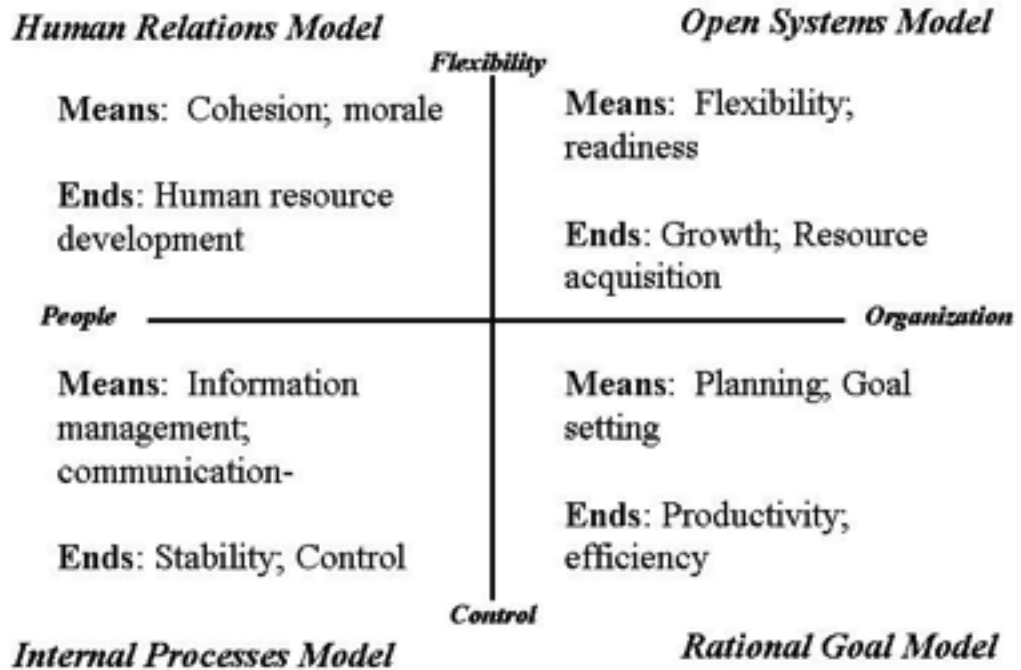 Human Relations Model
Open Systems Model
Flexibility
Means: Cohesion; morale
Ends: Human resource
development
Means: Flexibility;
readiness
Ends: Growth; Resource
acquisition
People
Organization
Means: Information
management;
communication-
Ends: Stability; Control
Means: Planning; Goal
setting
Ends: Productivity;
efficiency
Control
Internal Processes Model
Rational Goal Model